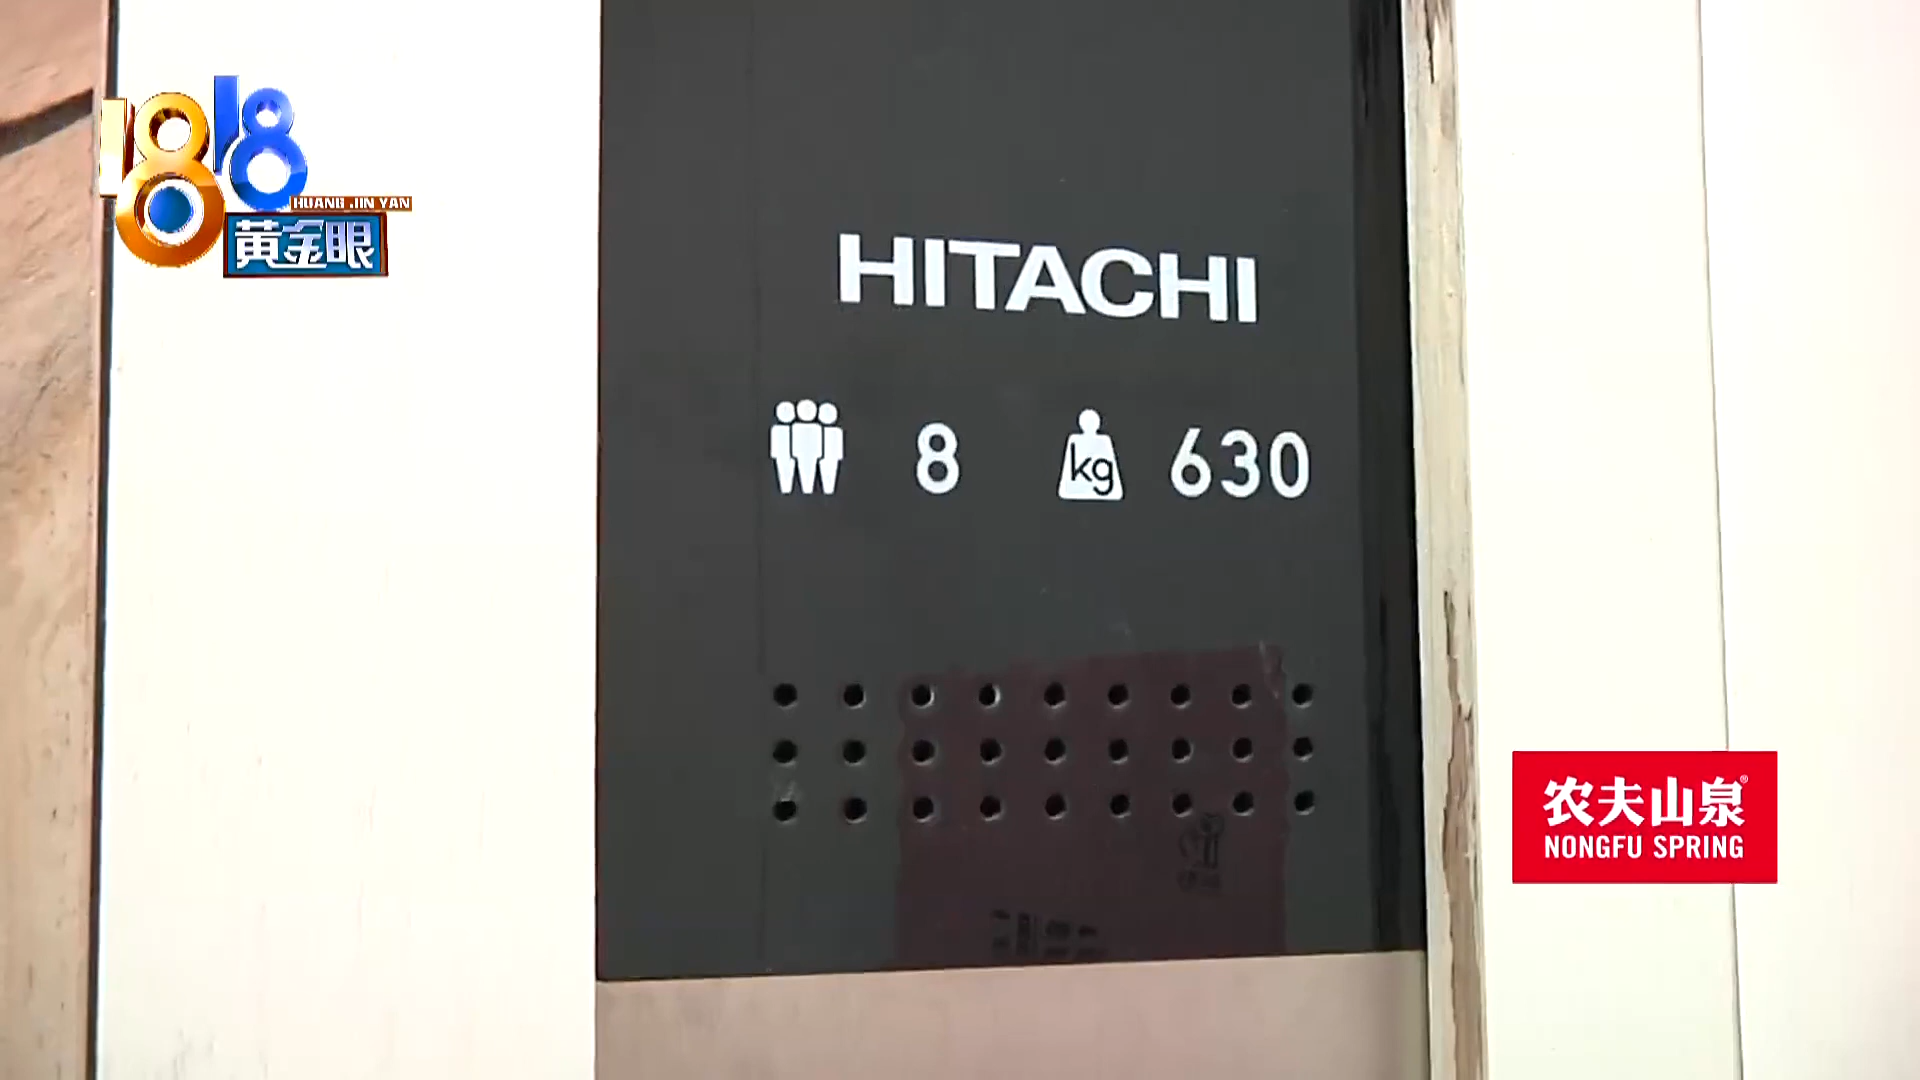 1818
HUANG JIN YAN
黄金眼
HITACHI
8 kg 630
农夫山泉®
NONGFU SPRING